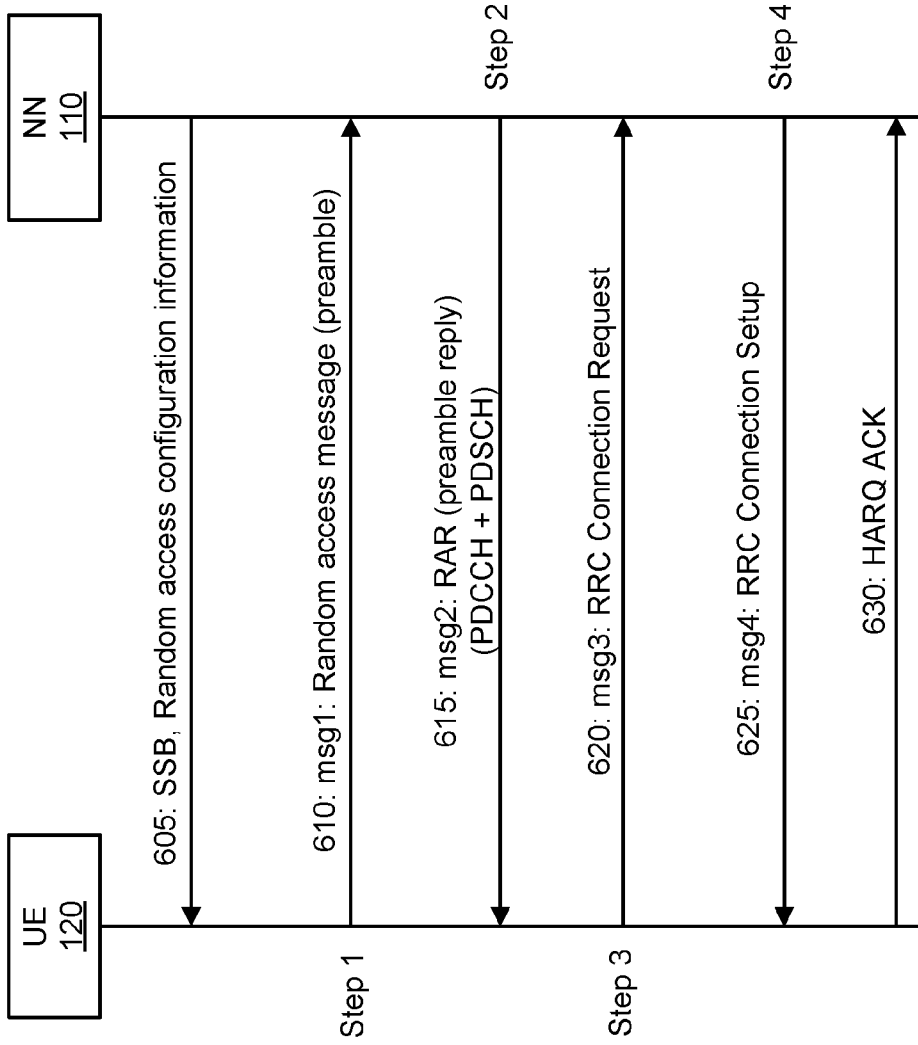 UE
120
NN
110
605: SSB, Random access configuration information
Step 1
610: msg1: Random access message (preamble)
615: msg2: RAR (preamble reply)
(PDCCH + PDSCH)
Step 2
Step 3
620: msg3: RRC Connection Request
625: msg4: RRC Connection Setup
Step 4
630: HARQ ACK